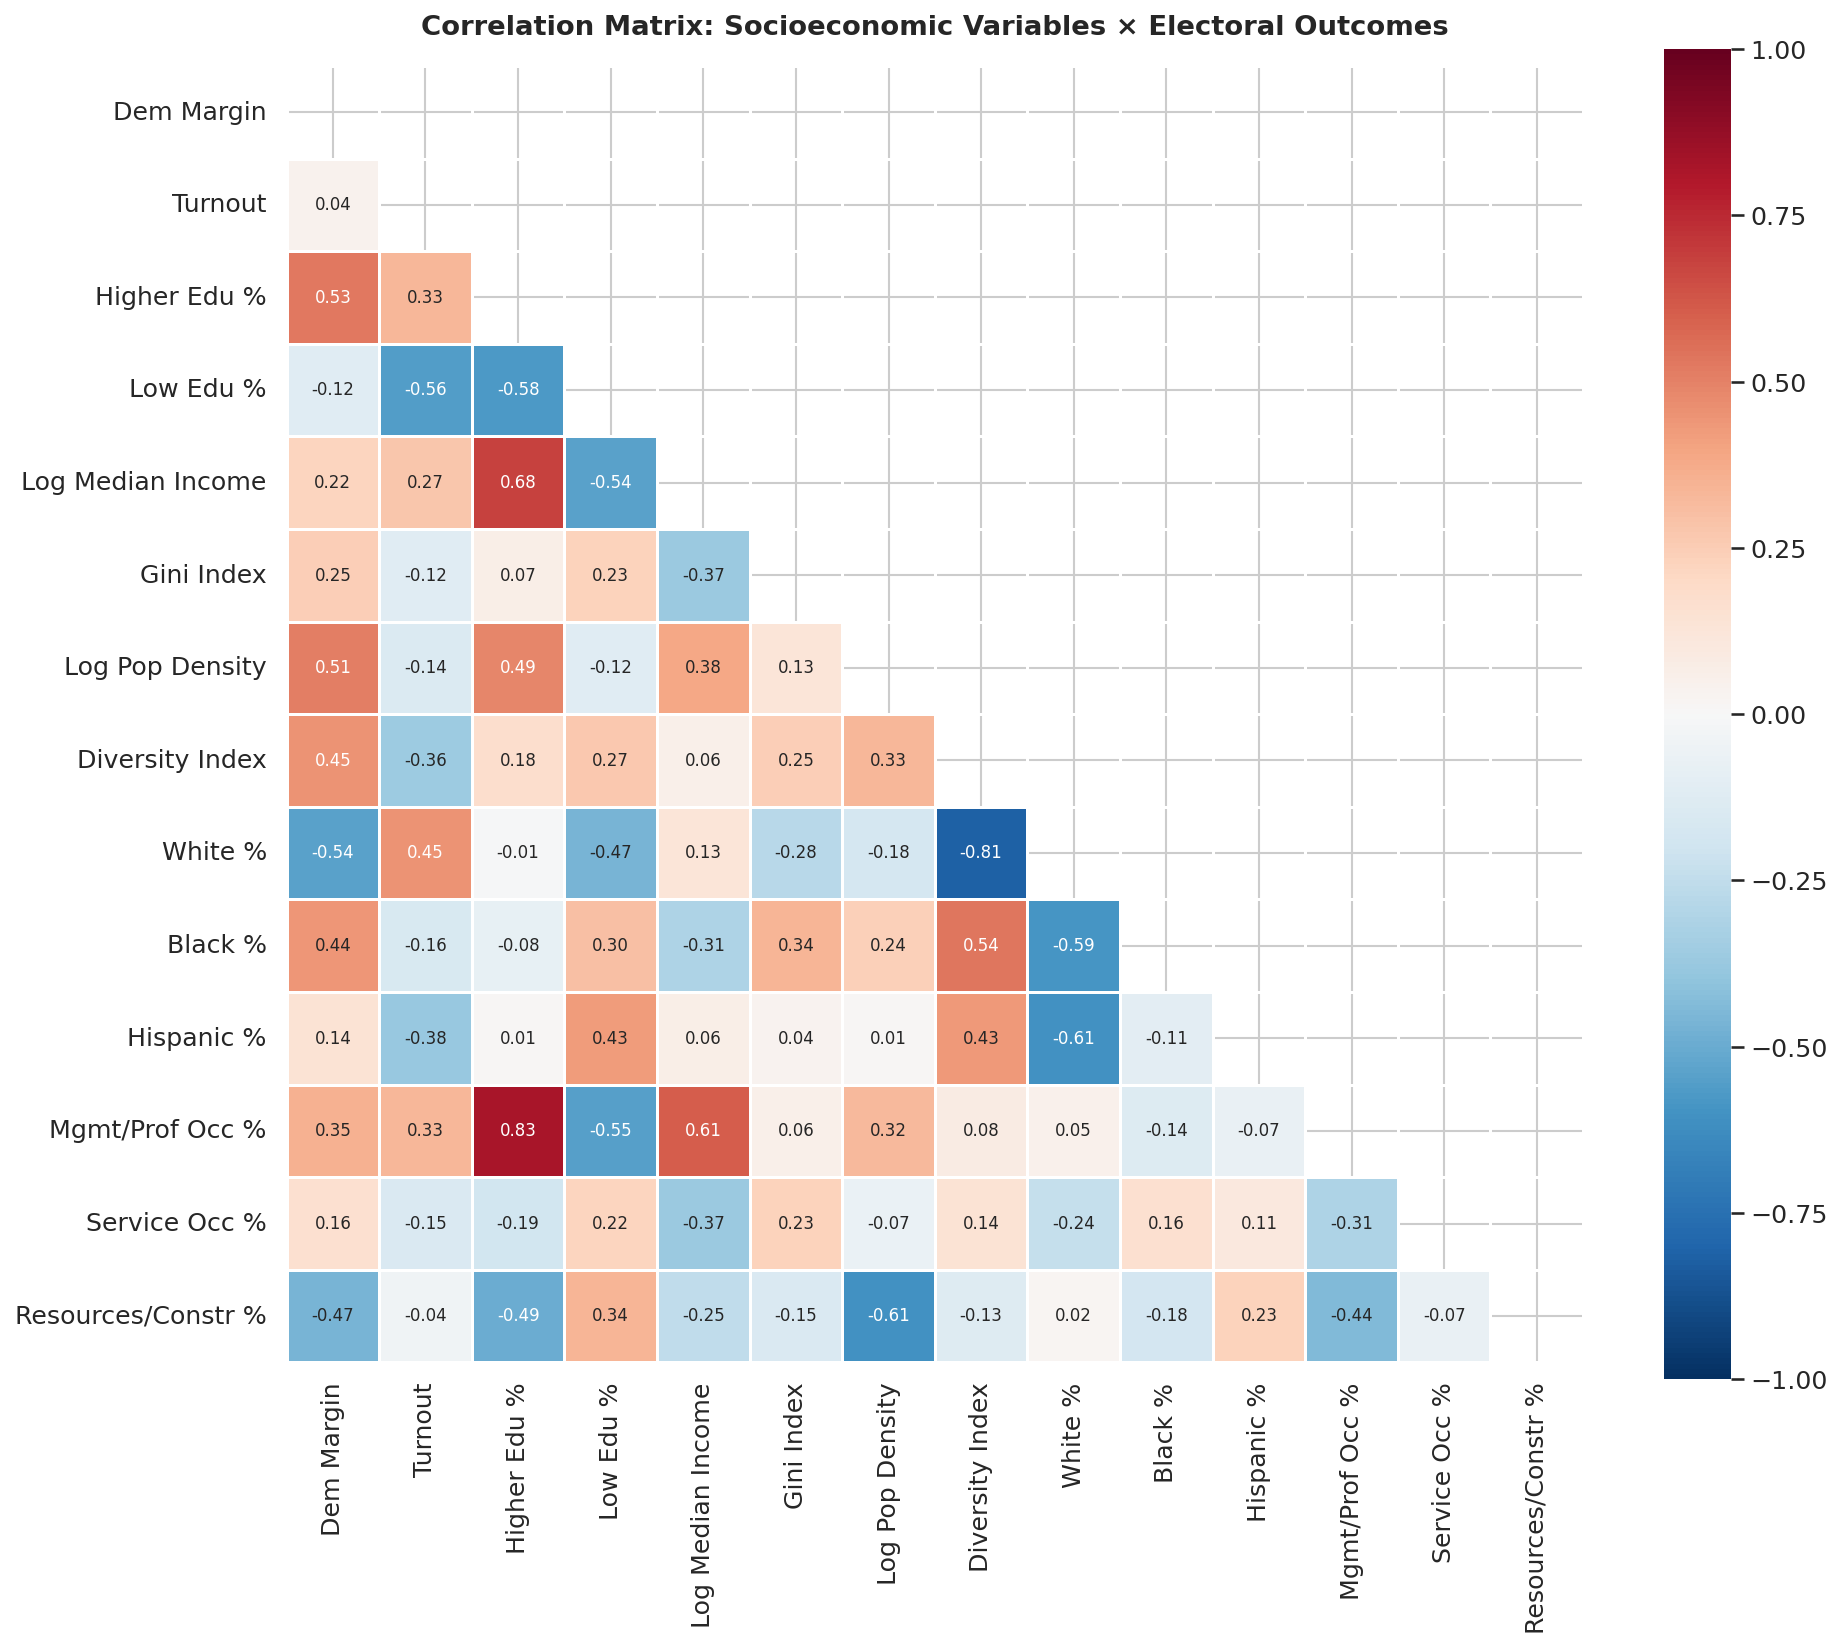 Correlation Matrix: Socioeconomic Variables × Electoral Outcomes
1.00
Dem Margin
Turnout 0.04
0.75
Higher Edu % 0.53 0.33
Low Edu % -0.12 -0.56 -0.58
0.50
Log Median Income 0.22 0.27 0.68 -0.54
0.25
Gini Index 0.25 -0.12 0.07 0.23 -0.37
Log Pop Density 0.51 -0.14 0.49 -0.12 0.38 0.13
0.00
Diversity Index 0.45 -0.36 0.18 0.27 0.06 0.25 0.33
White % -0.54 0.45 -0.01 -0.47 0.13 -0.28 -0.18 -0.81
−0.25
Black % 0.44 -0.16 -0.08 0.30 -0.31 0.34 0.24 0.54 -0.59
Hispanic % 0.14 -0.38 0.01 0.43 0.06 0.04 0.01 0.43 -0.61 -0.11
−0.50
Mgmt/Prof Occ % 0.35 0.33 0.83 -0.55 0.61 0.06 0.32 0.08 0.05 -0.14 -0.07
−0.75
Service Occ % 0.16 -0.15 -0.19 0.22 -0.37 0.23 -0.07 0.14 -0.24 0.16 0.11 -0.31
Resources/Constr % -0.47 -0.04 -0.49 0.34 -0.25 -0.15 -0.61 -0.13 0.02 -0.18 0.23 -0.44 -0.07
−1.00
Dem Margin
Turnout
Higher Edu %
Low Edu %
Log Median Income
Gini Index
Log Pop Density
Diversity Index
White %
Black %
Hispanic %
Mgmt/Prof Occ %
Service Occ %
Resources/Constr %